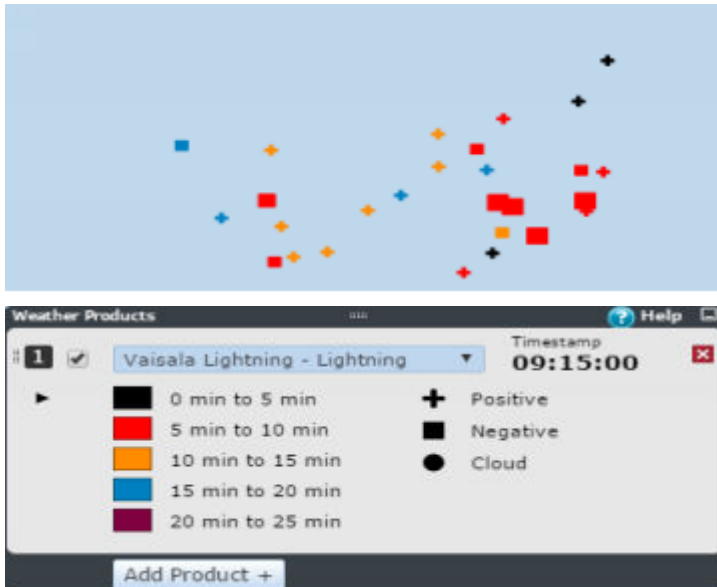 Weather Products
Help
1
Vaisala Lightning - Lightning
Timestamp
09:15:00
0 min to 5 min
Positive
5 min to 10 min
Negative
10 min to 15 min
Cloud
15 min to 20 min
20 min to 25 min
Add Product +